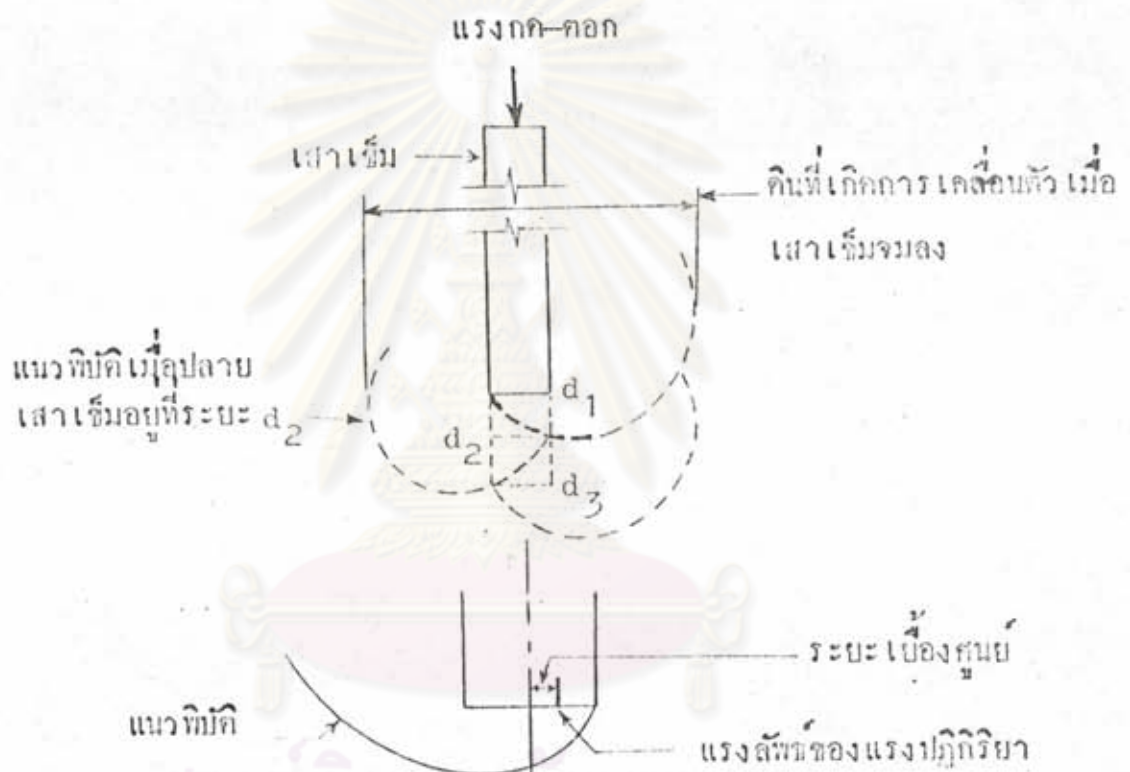 แรงกด-ตอก
เสาเข็ม
ดินที่เกิดการเคลื่อนตัวเมื่อ
เสาเข็มจมลง
แนวพิบัติเมื่อปลาย
เสาเข็มอยู่ที่ระยะ d2
d1
d2
d3
ระยะเยื้องศูนย์
แนวพิบัติ
แรงลัพธ์ของแรงปฏิกิริยา